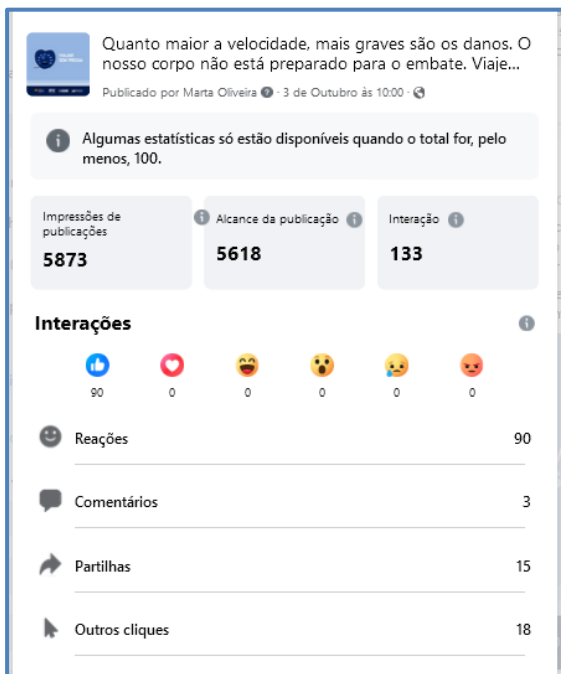 Quanto maior a velocidade, mais graves são os danos. O
nosso corpo não está preparado para o embate. Viaje...
Publicado por Marta Oliveira · 3 de Outubro às 10:00 ·
Algumas estatísticas só estão disponíveis quando o total for, pelo
menos, 100.
Impressões de
publicações
5873
Alcance da publicação
5618
Interação
133
Interações
90
0
0
0
0
0
Reações
90
Comentários
3
Partilhas
15
Outros cliques
18